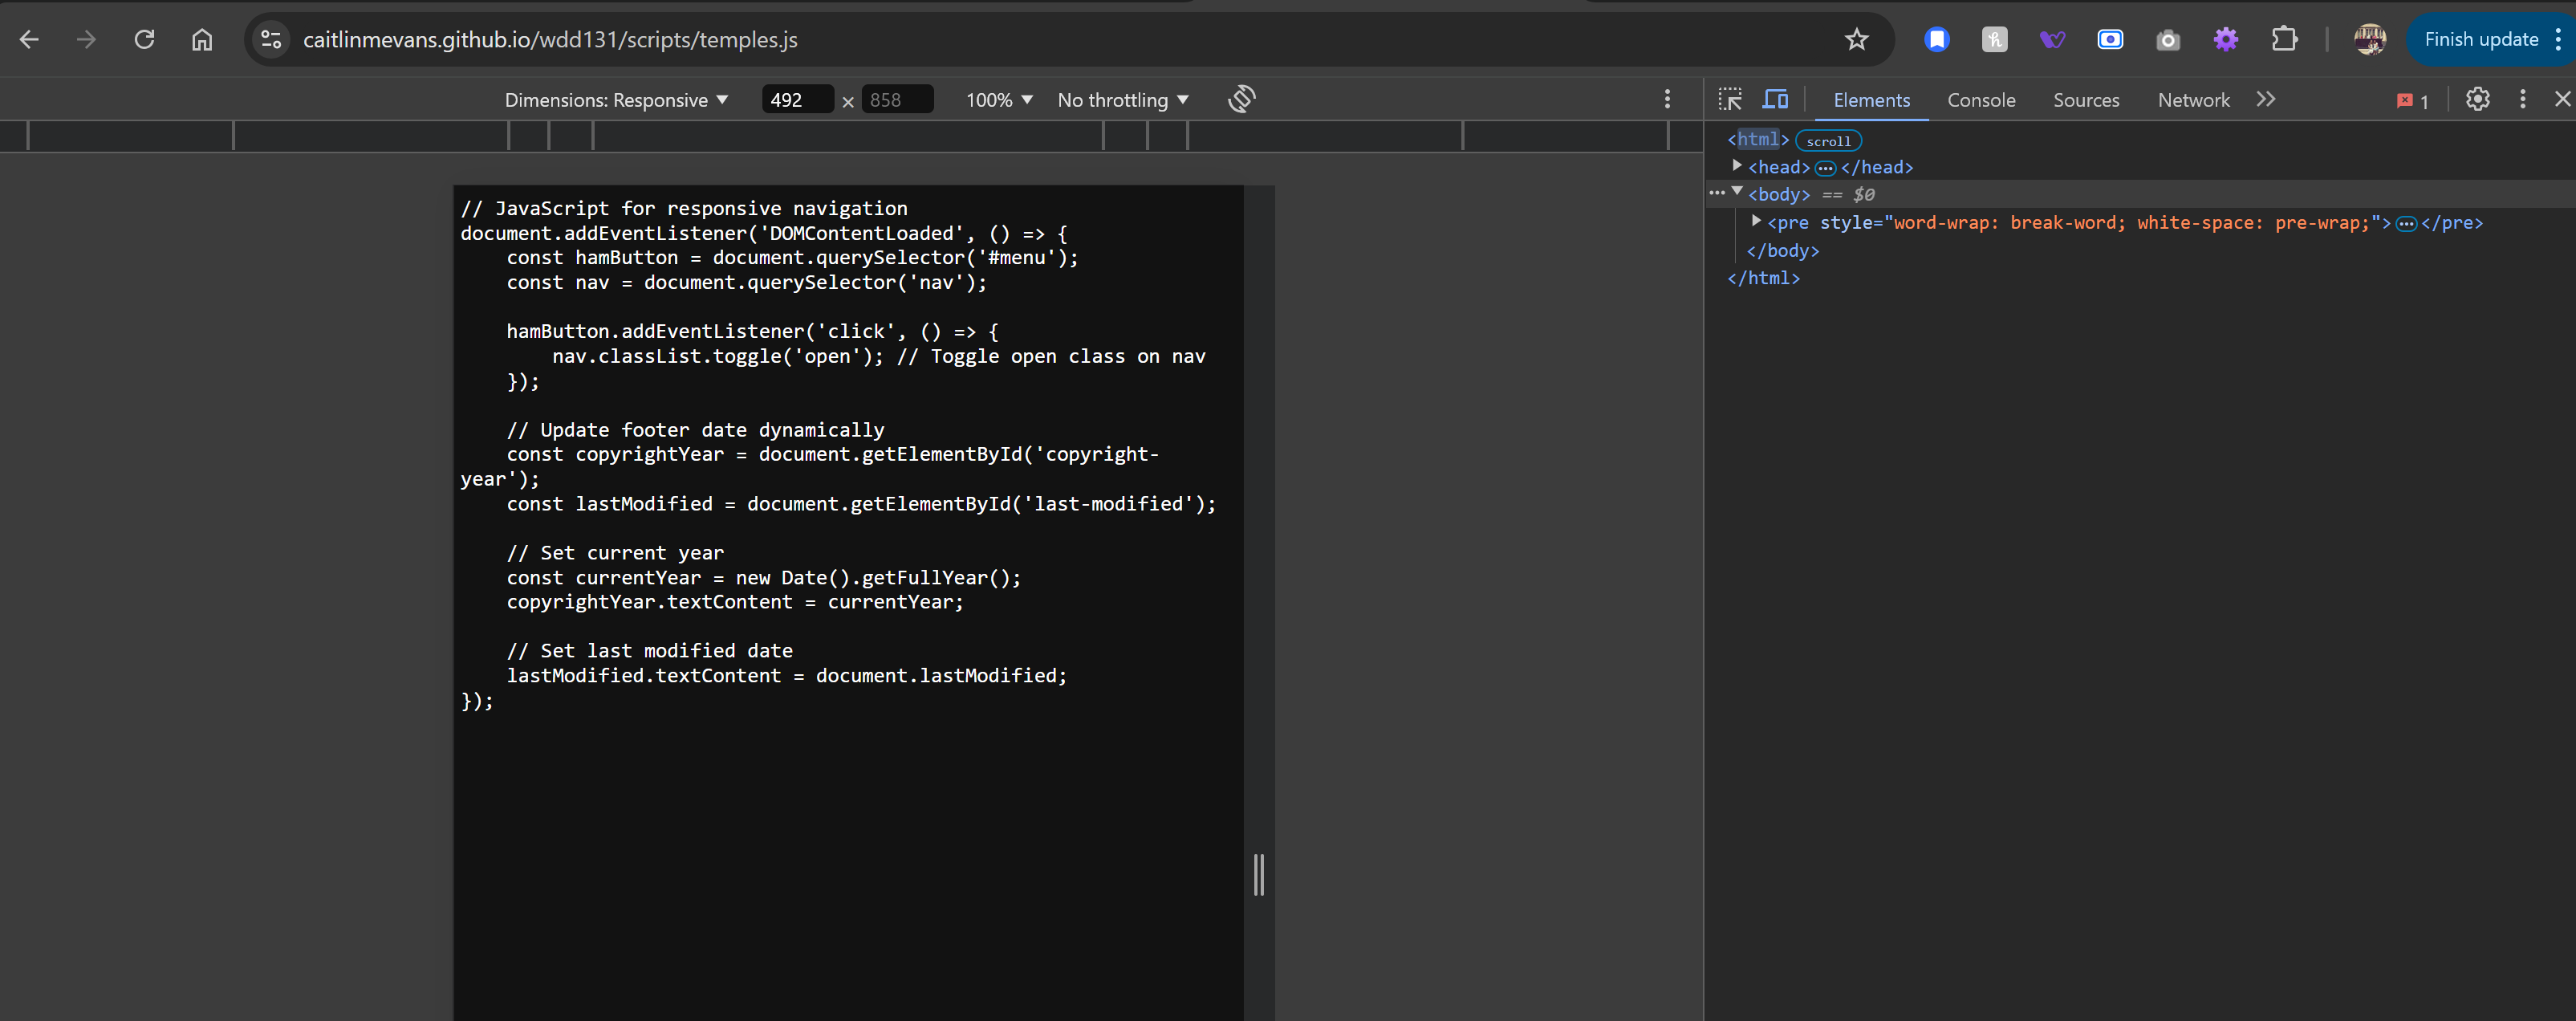 caitlinmevans.github.io/wdd131/scripts/temples.js
Finish update
Dimensions: Responsive 492 × 858 100% No throttling
Elements Console Sources Network 1
// JavaScript for responsive navigation
document.addEventListener('DOMContentLoaded', () => {
    const hamButton = document.querySelector('#menu');
    const nav = document.querySelector('nav');
    hamButton.addEventListener('click', () => {
        nav.classList.toggle('open'); // Toggle open class on nav
    });
    // Update footer date dynamically
    const copyrightYear = document.getElementById('copyright-
year');
    const lastModified = document.getElementById('last-modified');
    // Set current year
    const currentYear = new Date().getFullYear();
    copyrightYear.textContent = currentYear;
    // Set last modified date
    lastModified.textContent = document.lastModified;
});
<html> scroll
<head> ··· </head>
··· <body> == $0
<pre style="word-wrap: break-word; white-space: pre-wrap;"> ··· </pre>
</body>
</html>